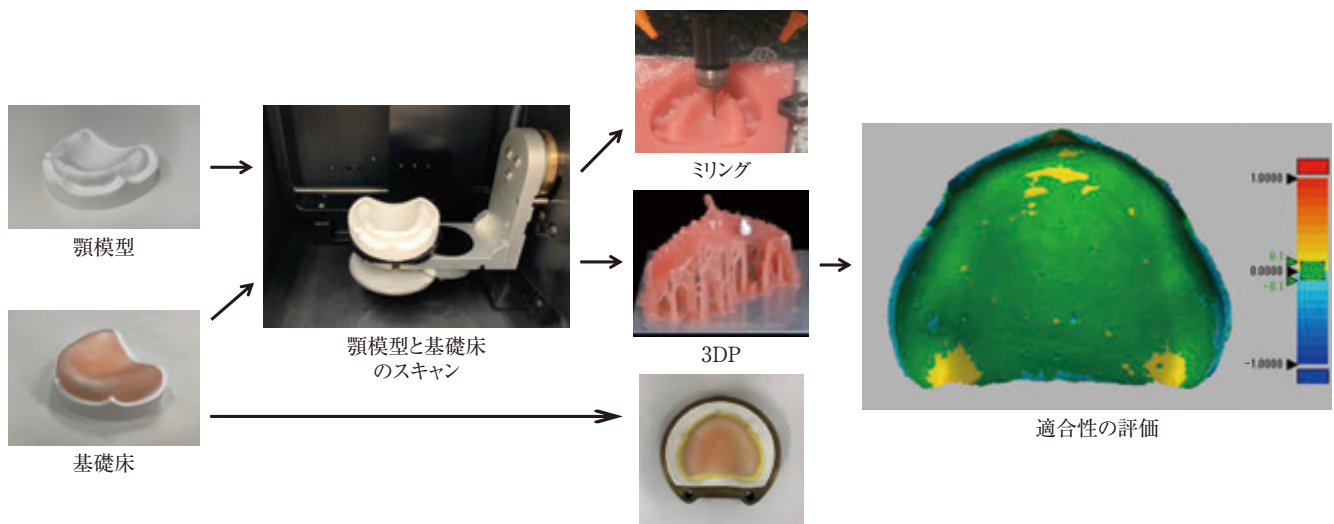 顎模型
基礎床
顎模型と基礎床
のスキャン
ミリング
3DP
1.0000
0.1
0.0000
-0.1
-1.0000
適合性の評価